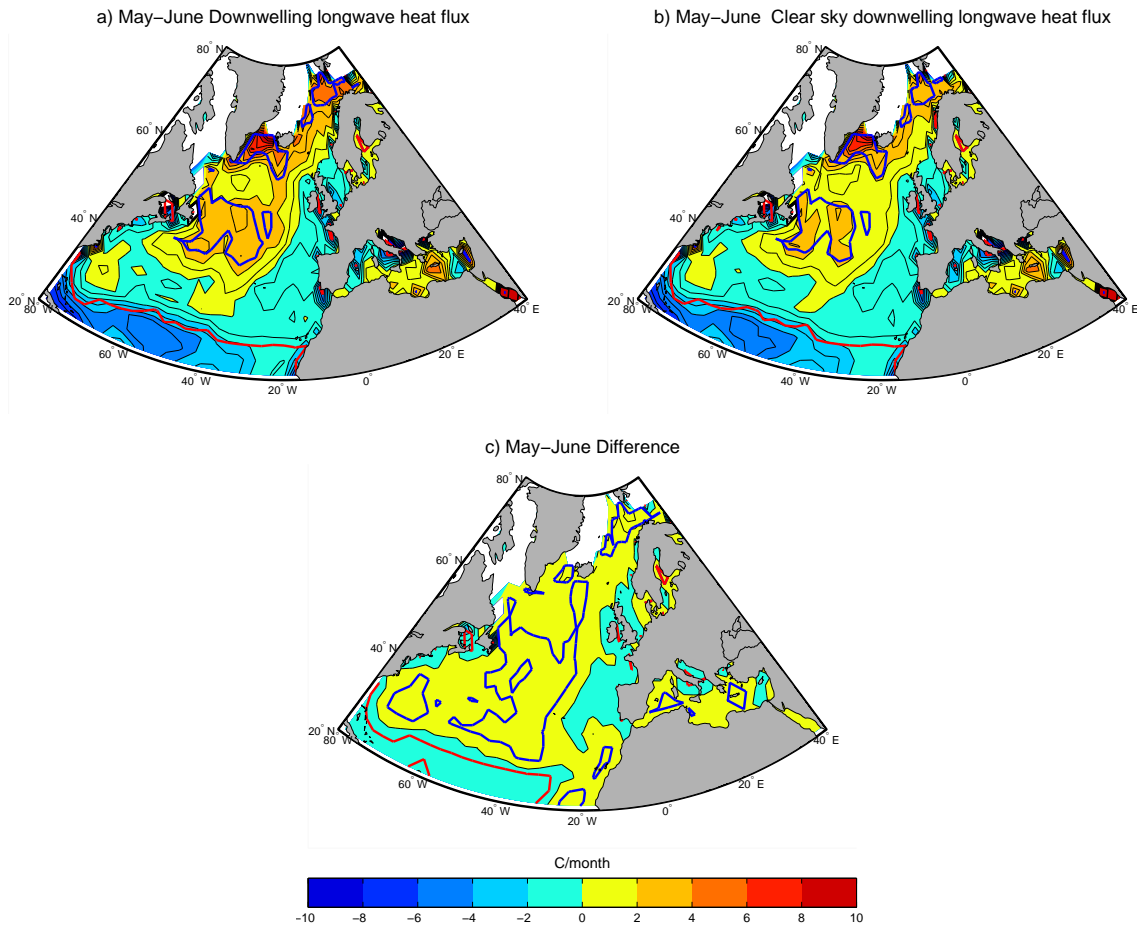 a) May−June Downwelling longwave heat flux
80° N
60° N
40° N
20° N
80° W
60° W
40° W
20° W
0°
20° E
40° E
b) May−June Clear sky downwelling longwave heat flux
80° N
60° N
40° N
20° N
80° W
60° W
40° W
20° W
0°
20° E
40° E
c) May−June Difference
80° N
60° N
40° N
20° N
80° W
60° W
40° W
20° W
0°
20° E
40° E
C/month
−10 −8 −6 −4 −2 0 2 4 6 8 10